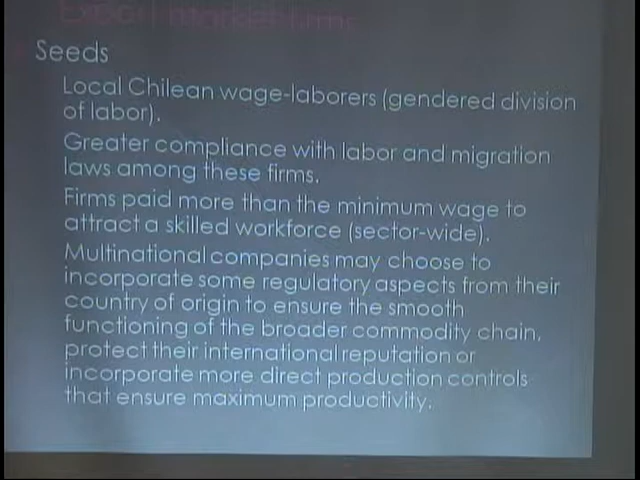 Export market firms
Seeds
Local Chilean wage-laborers (gendered division
of labor).
Greater compliance with labor and migration
laws among these firms.
Firms paid more than the minimum wage to
attract a skilled workforce (sector-wide).
Multinational companies may choose to
incorporate some regulatory aspects from their
country of origin to ensure the smooth
functioning of the broader commodity chain,
protect their international reputation or
incorporate more direct production controls
that ensure maximum productivity.